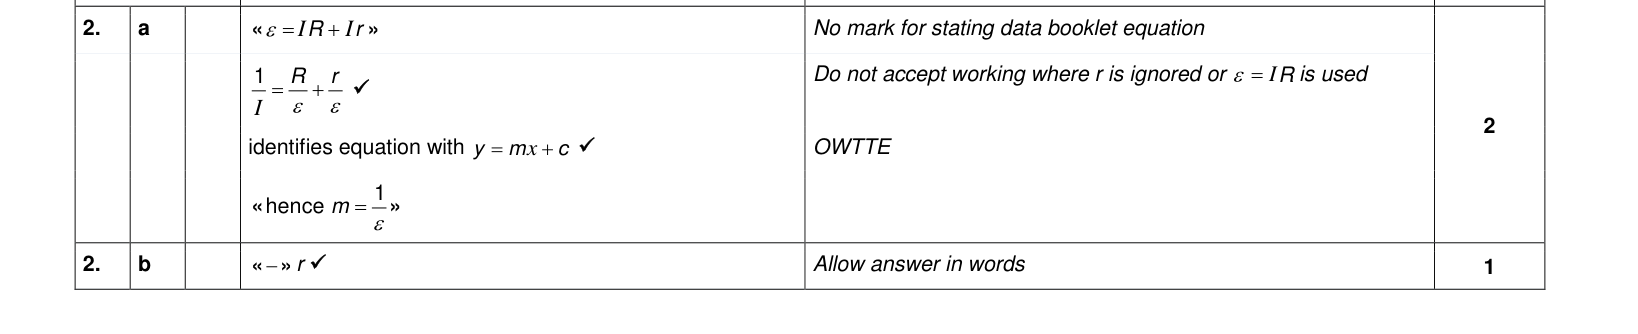 2. a «ε = IR + Ir» No mark for stating data booklet equation
1/I = R/ε + r/ε ✓ Do not accept working where r is ignored or ε = IR is used
2
identifies equation with y = mx + c ✓ OWTTE
«hence m = 1/ε»
2. b «–» r ✓ Allow answer in words 1